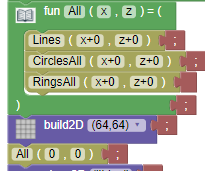 fun All ( x , z ) = (
Lines ( x+0 , z+0 ) ;
CirclesAll ( x+0 , z+0 ) ;
RingsAll ( x+0 , z+0 ) ;
)
build2D (64,64) ;
All ( 0 , 0 ) ;